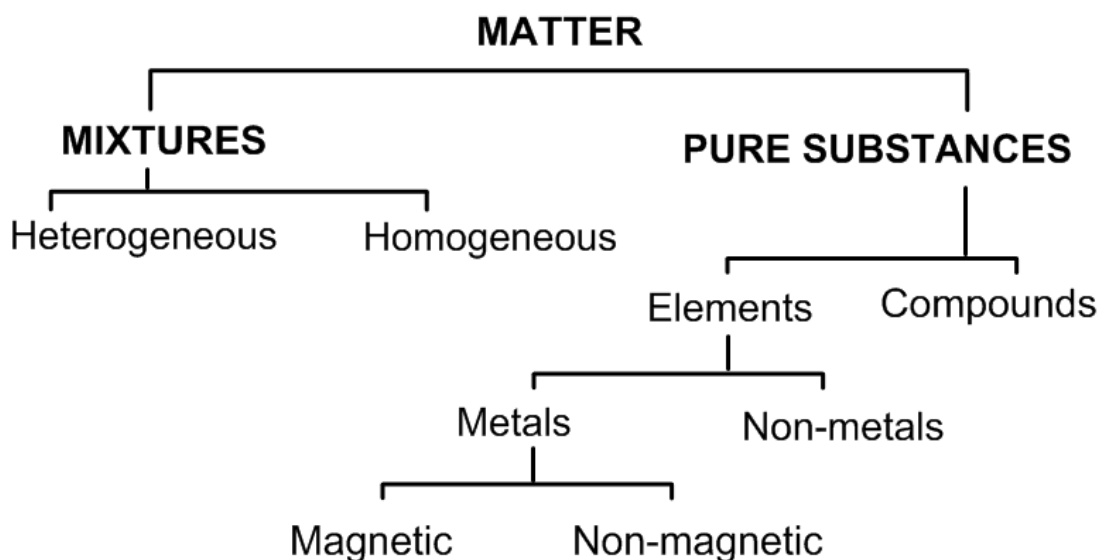 MATTER
MIXTURES
PURE SUBSTANCES
Heterogeneous
Homogeneous
Elements
Compounds
Metals
Non-metals
Magnetic
Non-magnetic